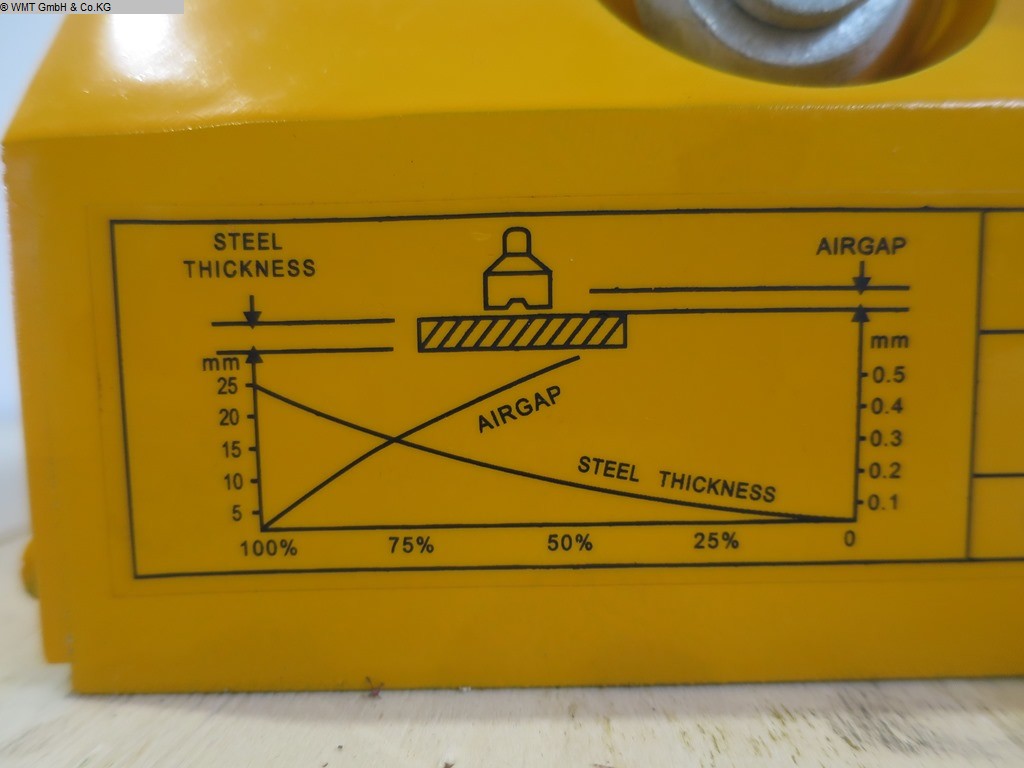 © WMT GmbH & Co.KG
STEEL
THICKNESS
AIRGAP
mm
25
20
15
10
5
mm
0.5
0.4
0.3
0.2
0.1
AIRGAP
STEEL THICKNESS
100% 75% 50% 25% 0